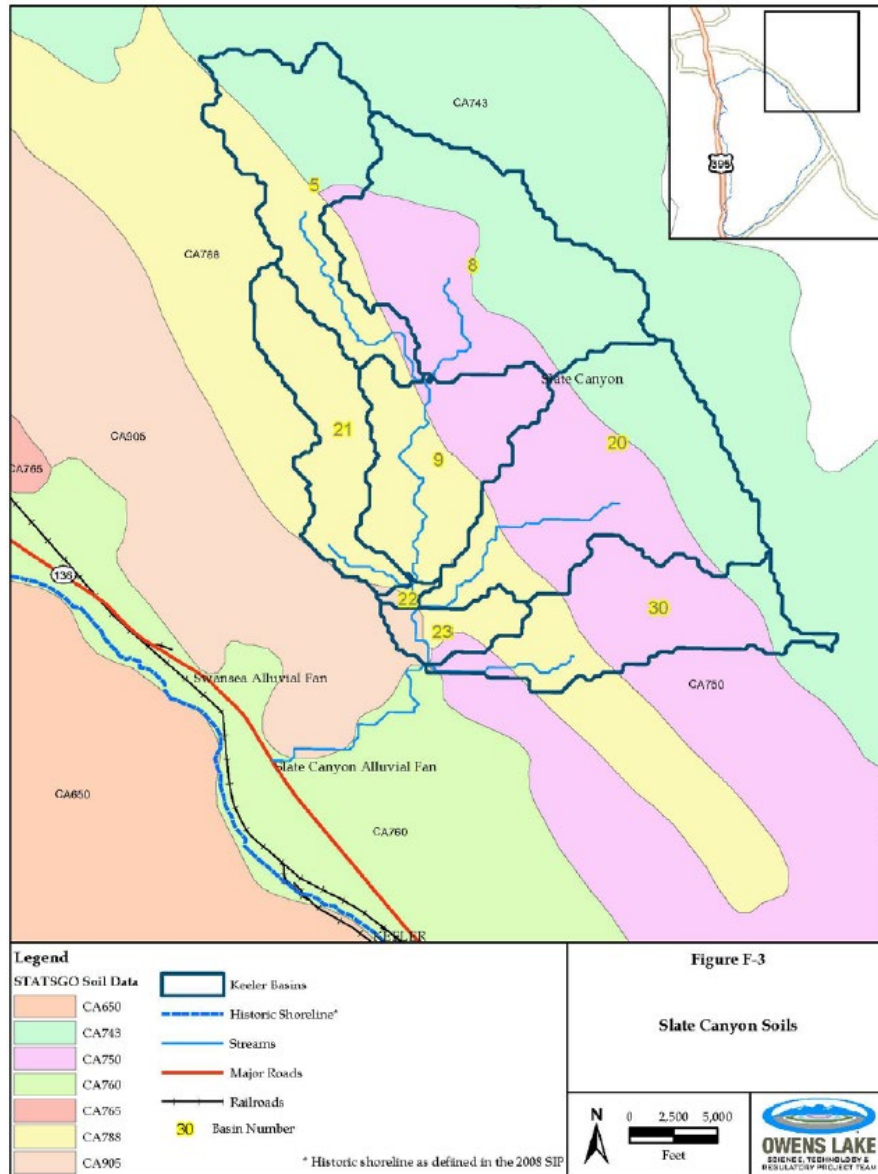 CA743
395
5
CA788
8
Slate Canyon
CA905
21
9
20
CA765
136
22
30
23
Swansea Alluvial Fan
CA750
Slate Canyon Alluvial Fan
CA650
CA760
KEELER
Legend
STATSGO Soil Data
CA650
CA743
CA750
CA760
CA765
CA788
CA905
Keeler Basins
Historic Shoreline*
Streams
Major Roads
Railroads
30 Basin Number
* Historic shoreline as defined in the 2008 SIP
Figure F-3
Slate Canyon Soils
N
0 2,500 5,000
Feet
OWENS LAKE
SCIENCE, TECHNOLOGY &
REGULATORY PROJECT TEAM